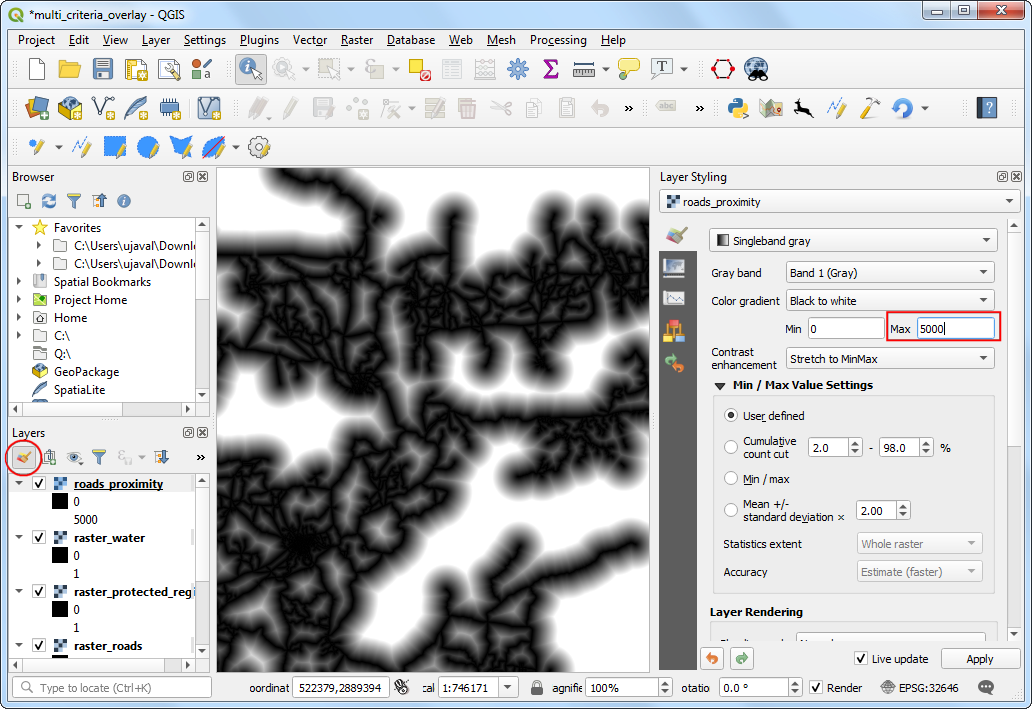 *multi_criteria_overlay - QGIS
Project Edit View Layer Settings Plugins Vector Raster Database Web Mesh Processing Help
abc
Browser
Favorites
C:\Users\ujaval\Downl
C:\Users\ujaval\Downl
Spatial Bookmarks
Project Home
Home
C:\
Q:\
GeoPackage
SpatiaLite
Layers
roads_proximity
0
5000
raster_water
0
1
raster_protected_regi
0
1
raster_roads
Layer Styling
roads_proximity
Singleband gray
Gray band Band 1 (Gray)
Color gradient Black to white
Min 0 Max 5000
Contrast
enhancement Stretch to MinMax
Min / Max Value Settings
User defined
Cumulative
count cut 2.0 - 98.0 %
Min / max
Mean +/-
standard deviation × 2.00
Statistics extent Whole raster
Accuracy Estimate (faster)
Layer Rendering
Live update Apply
Type to locate (Ctrl+K) oordinat 522379,2889394 cal 1:746171 agnifie 100% otatio 0.0 ° Render EPSG:32646